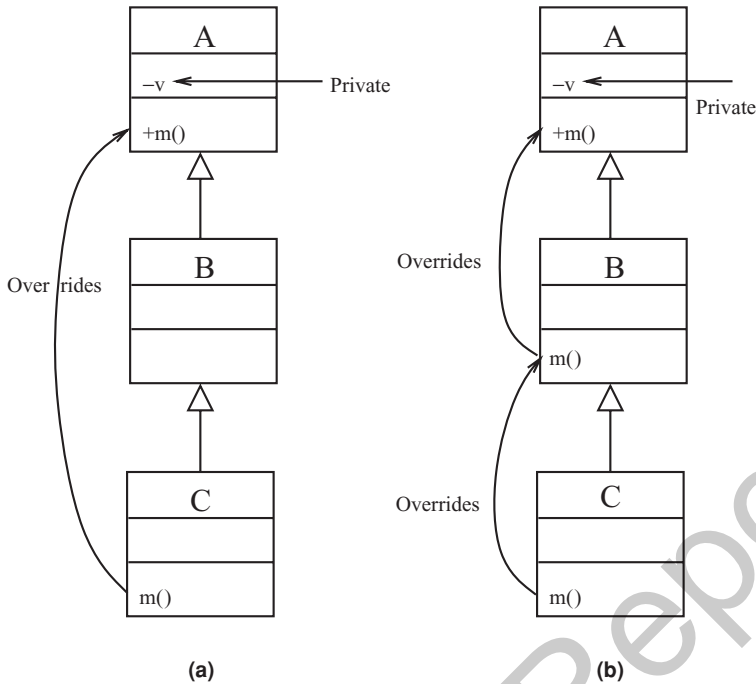 A
–v
Private
+m()
Over rides
B
C
m()
(a)
A
–v
Private
+m()
Overrides
B
m()
Overrides
C
m()
(b)